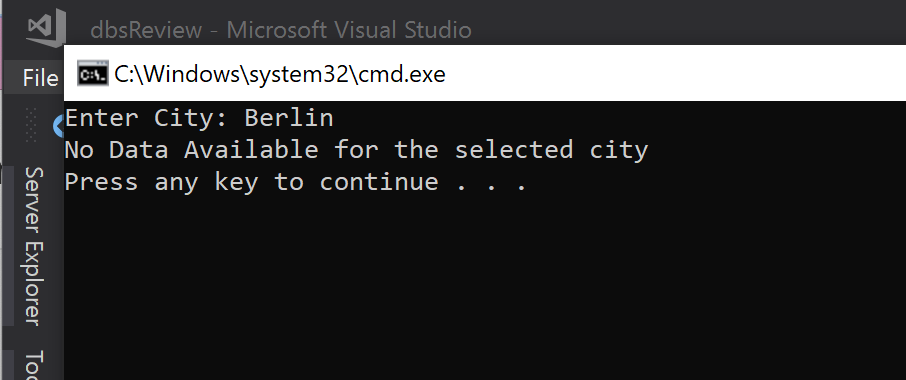 dbsReview - Microsoft Visual Studio
C:\Windows\system32\cmd.exe
File
Enter City: Berlin
No Data Available for the selected city
Press any key to continue . . .
Server Explorer